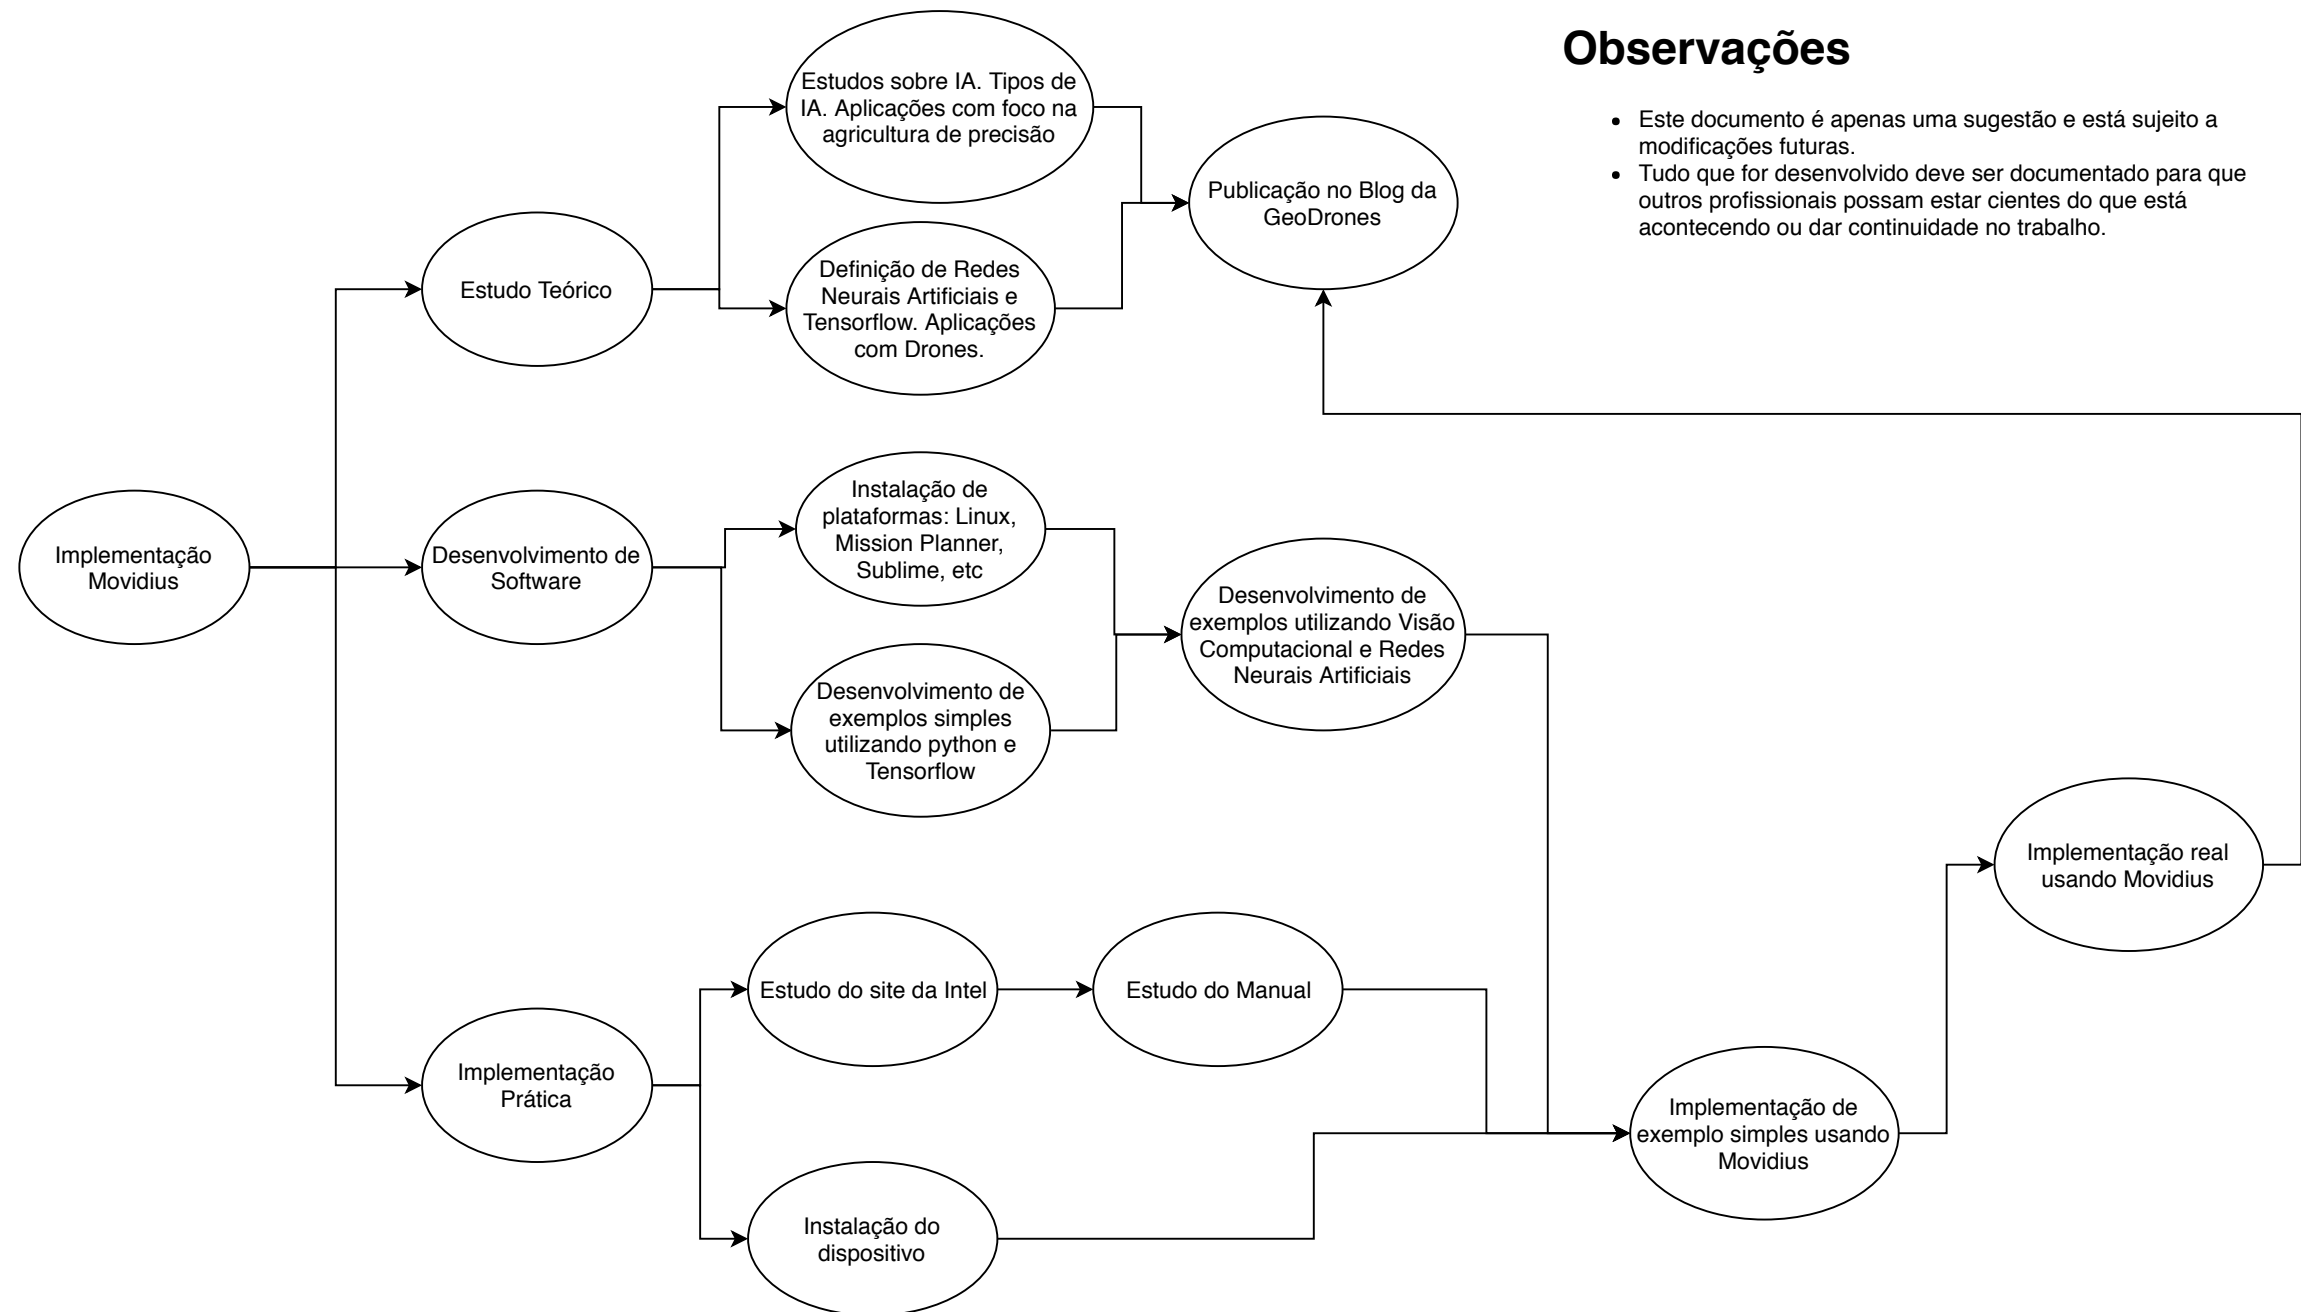 Observações
Este documento é apenas uma sugestão e está sujeito a
modificações futuras.
Tudo que for desenvolvido deve ser documentado para que
outros profissionais possam estar cientes do que está
acontecendo ou dar continuidade no trabalho.
Estudos sobre IA. Tipos de
IA. Aplicações com foco na
agricultura de precisão
Publicação no Blog da
GeoDrones
Estudo Teórico
Definição de Redes
Neurais Artificiais e
Tensorflow. Aplicações
com Drones.
Implementação
Movidius
Desenvolvimento de
Software
Instalação de
plataformas: Linux,
Mission Planner,
Sublime, etc
Desenvolvimento de
exemplos simples
utilizando python e
Tensorflow
Desenvolvimento de
exemplos utilizando Visão
Computacional e Redes
Neurais Artificiais
Implementação
Prática
Estudo do site da Intel
Estudo do Manual
Instalação do
dispositivo
Implementação de
exemplo simples usando
Movidius
Implementação real
usando Movidius